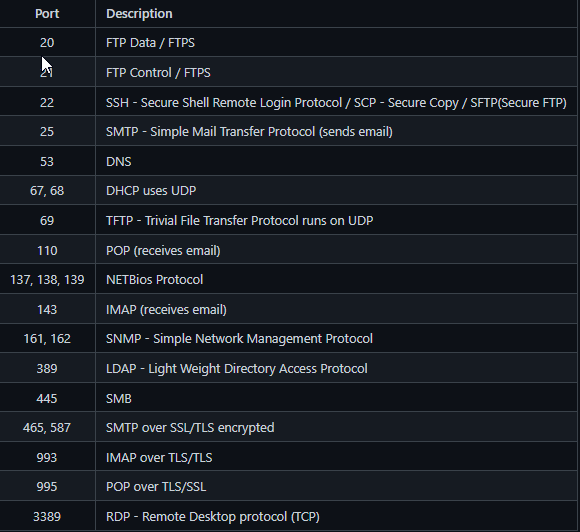 Port Description
20 FTP Data / FTPS
21 FTP Control / FTPS
22 SSH - Secure Shell Remote Login Protocol / SCP - Secure Copy / SFTP(Secure FTP)
25 SMTP - Simple Mail Transfer Protocol (sends email)
53 DNS
67, 68 DHCP uses UDP
69 TFTP - Trivial File Transfer Protocol runs on UDP
110 POP (receives email)
137, 138, 139 NETBios Protocol
143 IMAP (receives email)
161, 162 SNMP - Simple Network Management Protocol
389 LDAP - Light Weight Directory Access Protocol
445 SMB
465, 587 SMTP over SSL/TLS encrypted
993 IMAP over TLS/TLS
995 POP over TLS/SSL
3389 RDP - Remote Desktop protocol (TCP)